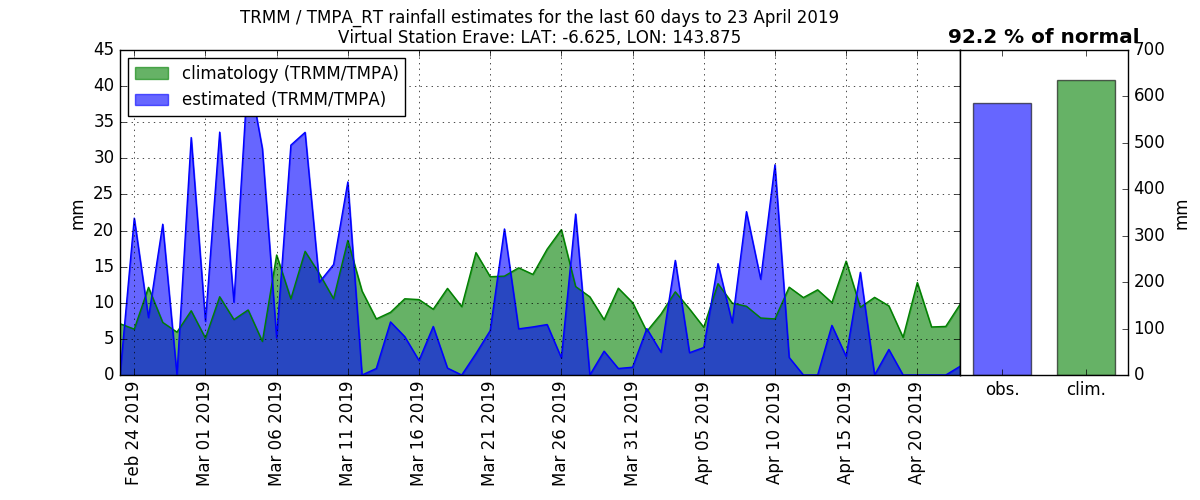 TRMM / TMPA_RT rainfall estimates for the last 60 days to 23 April 2019
Virtual Station Erave: LAT: -6.625, LON: 143.875
92.2 % of normal
climatology (TRMM/TMPA)
estimated (TRMM/TMPA)
45
40
35
30
25
20
15
10
5
0
mm
Feb 24 2019
Mar 01 2019
Mar 06 2019
Mar 11 2019
Mar 16 2019
Mar 21 2019
Mar 26 2019
Mar 31 2019
Apr 05 2019
Apr 10 2019
Apr 15 2019
Apr 20 2019
700
600
500
400
300
200
100
0
mm
obs.
clim.